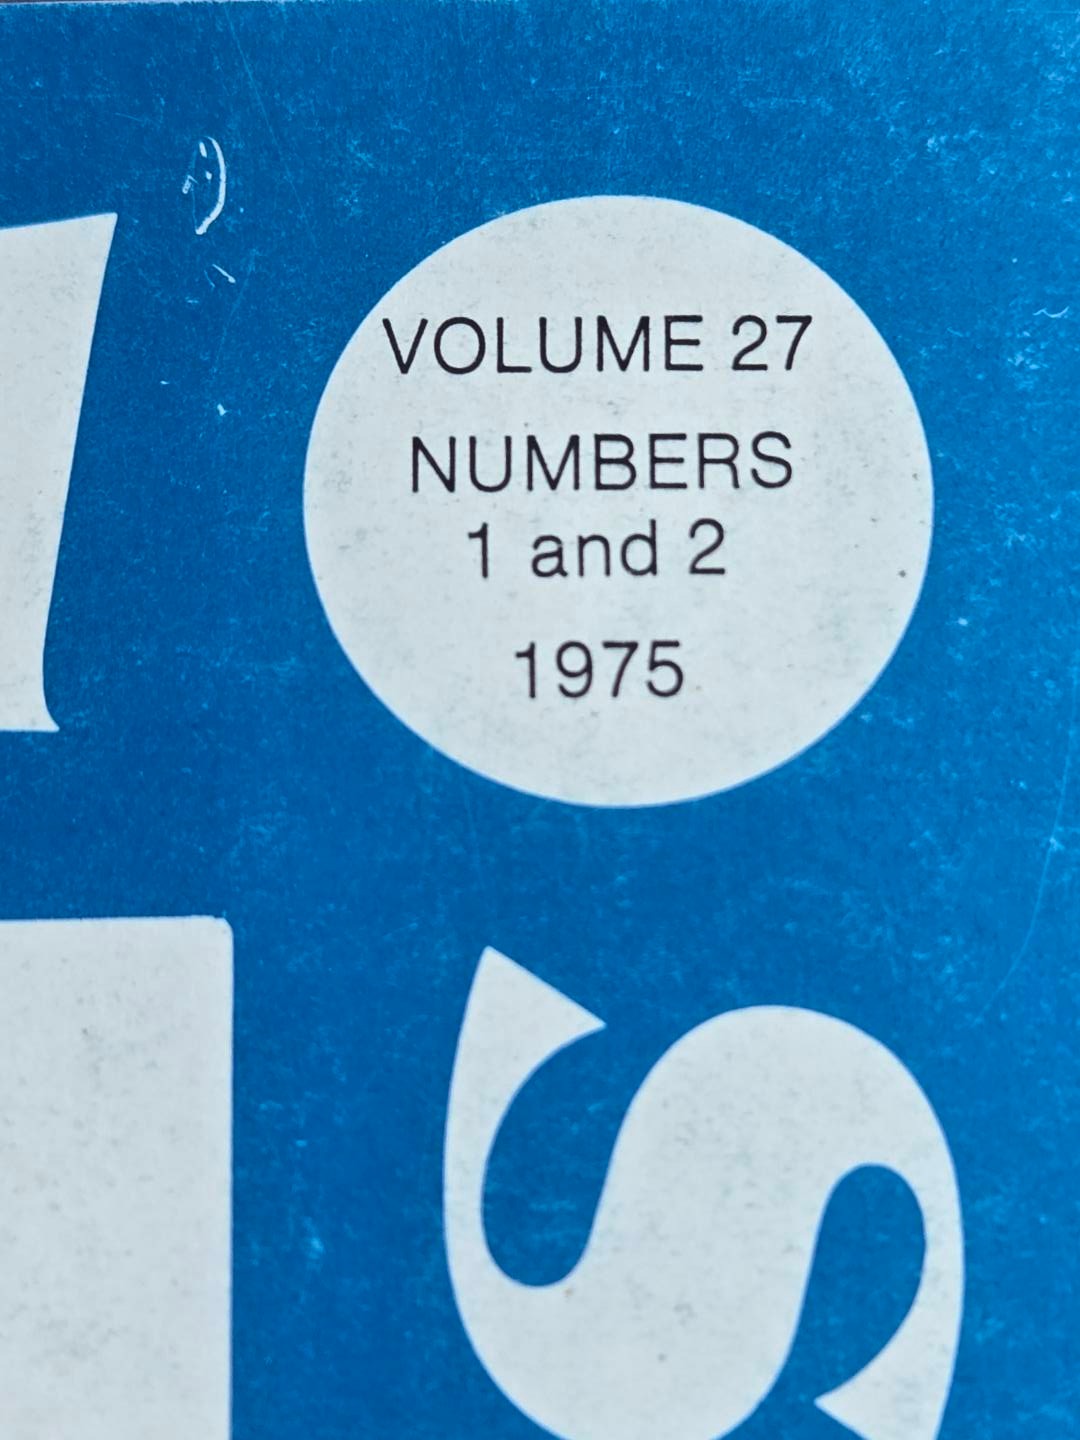 VOLUME 27
NUMBERS
1 and 2
1975
S